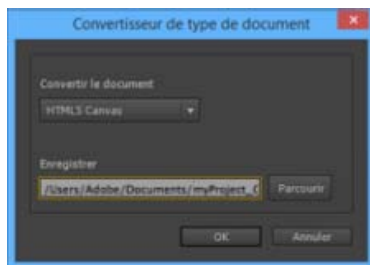 Convertisseur de type de document
Convertir le document
HTML5 Canvas
Enregistrer
/Users/Adobe/Documents/myProject_C
Parcourir
OK
Annuler